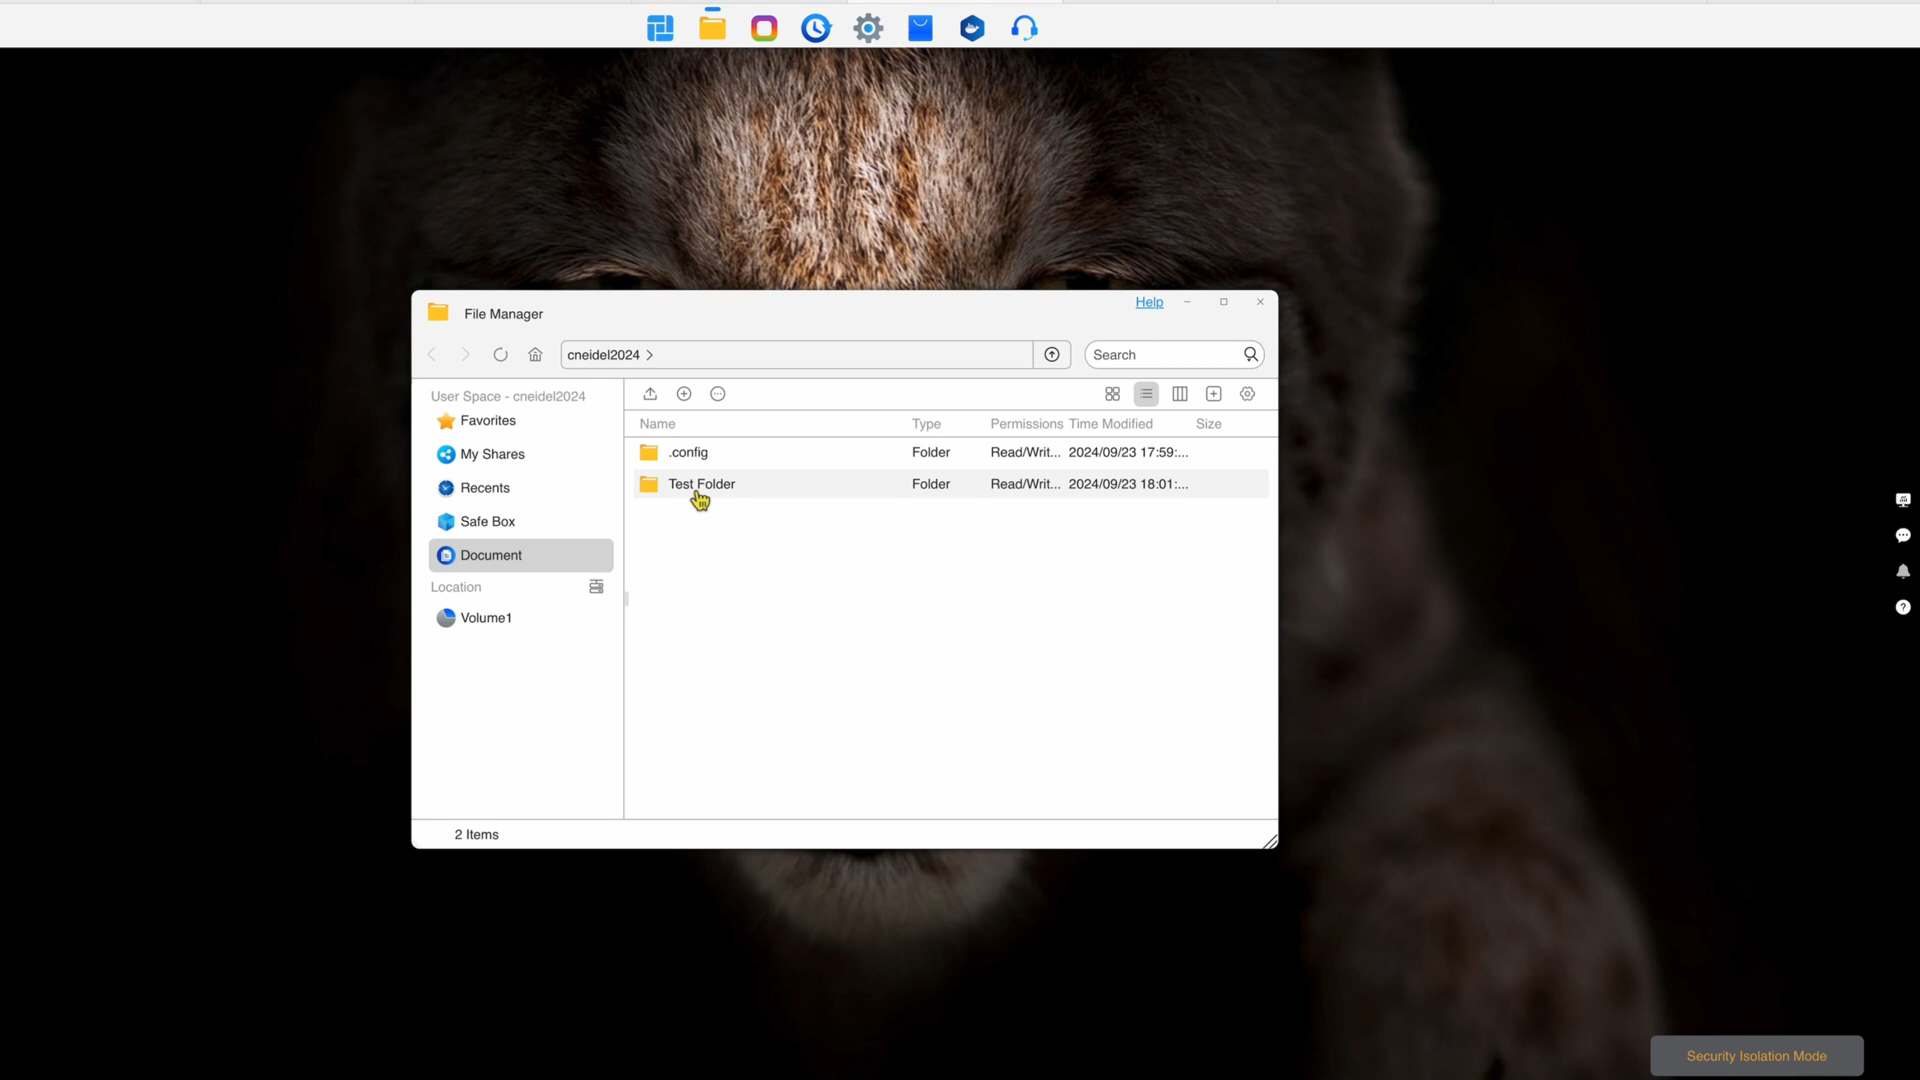 Help
File Manager
cneidel2024 >
Search
User Space - cneidel2024
Favorites
My Shares
Recents
Safe Box
Document
Location
Volume1
Name Type Permissions Time Modified Size
.config Folder Read/Writ... 2024/09/23 17:59:...
Test Folder Folder Read/Writ... 2024/09/23 18:01:...
2 Items
Security Isolation Mode